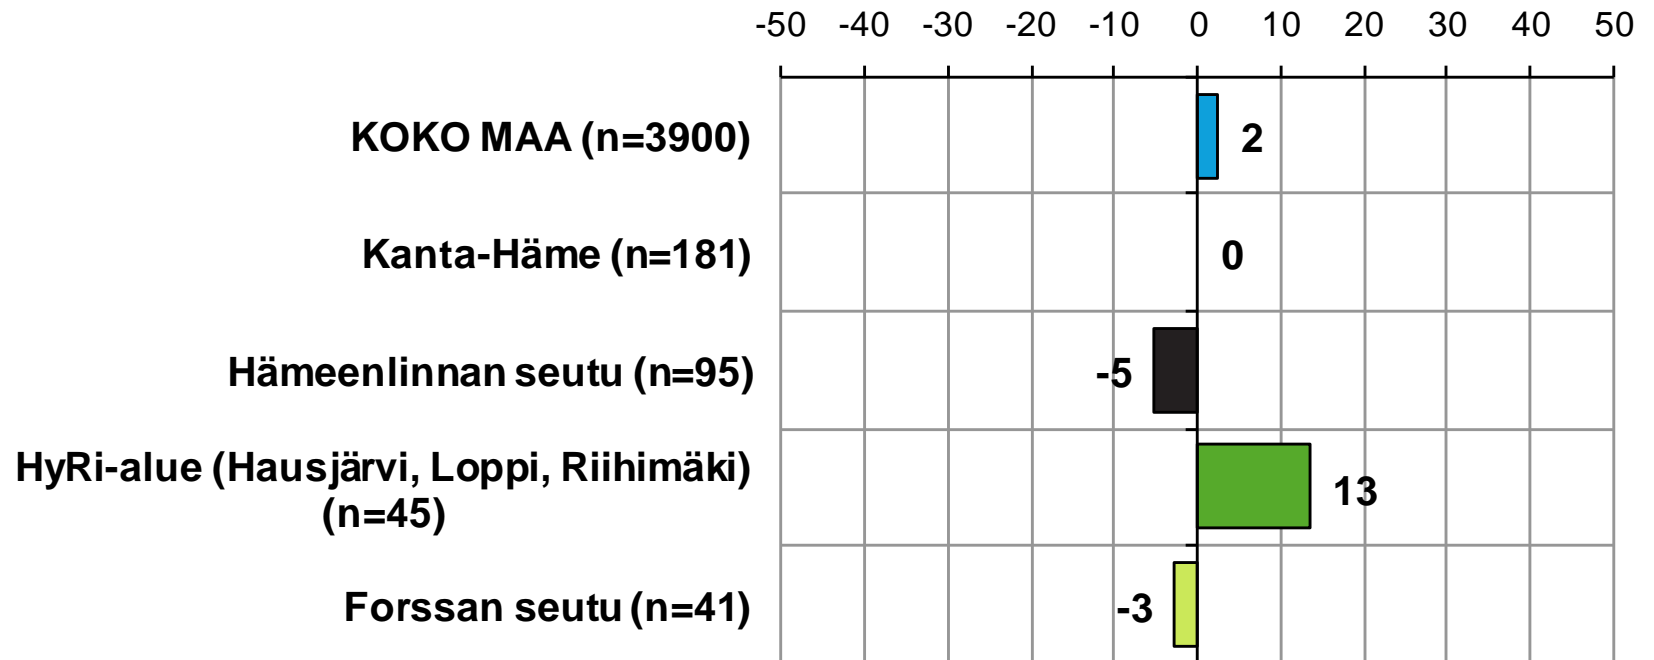 -50 -40 -30 -20 -10 0 10 20 30 40 50
KOKO MAA (n=3900) 2
Kanta-Häme (n=181) 0
Hämeenlinnan seutu (n=95) -5
HyRi-alue (Hausjärvi, Loppi, Riihimäki)
(n=45) 13
Forssan seutu (n=41) -3